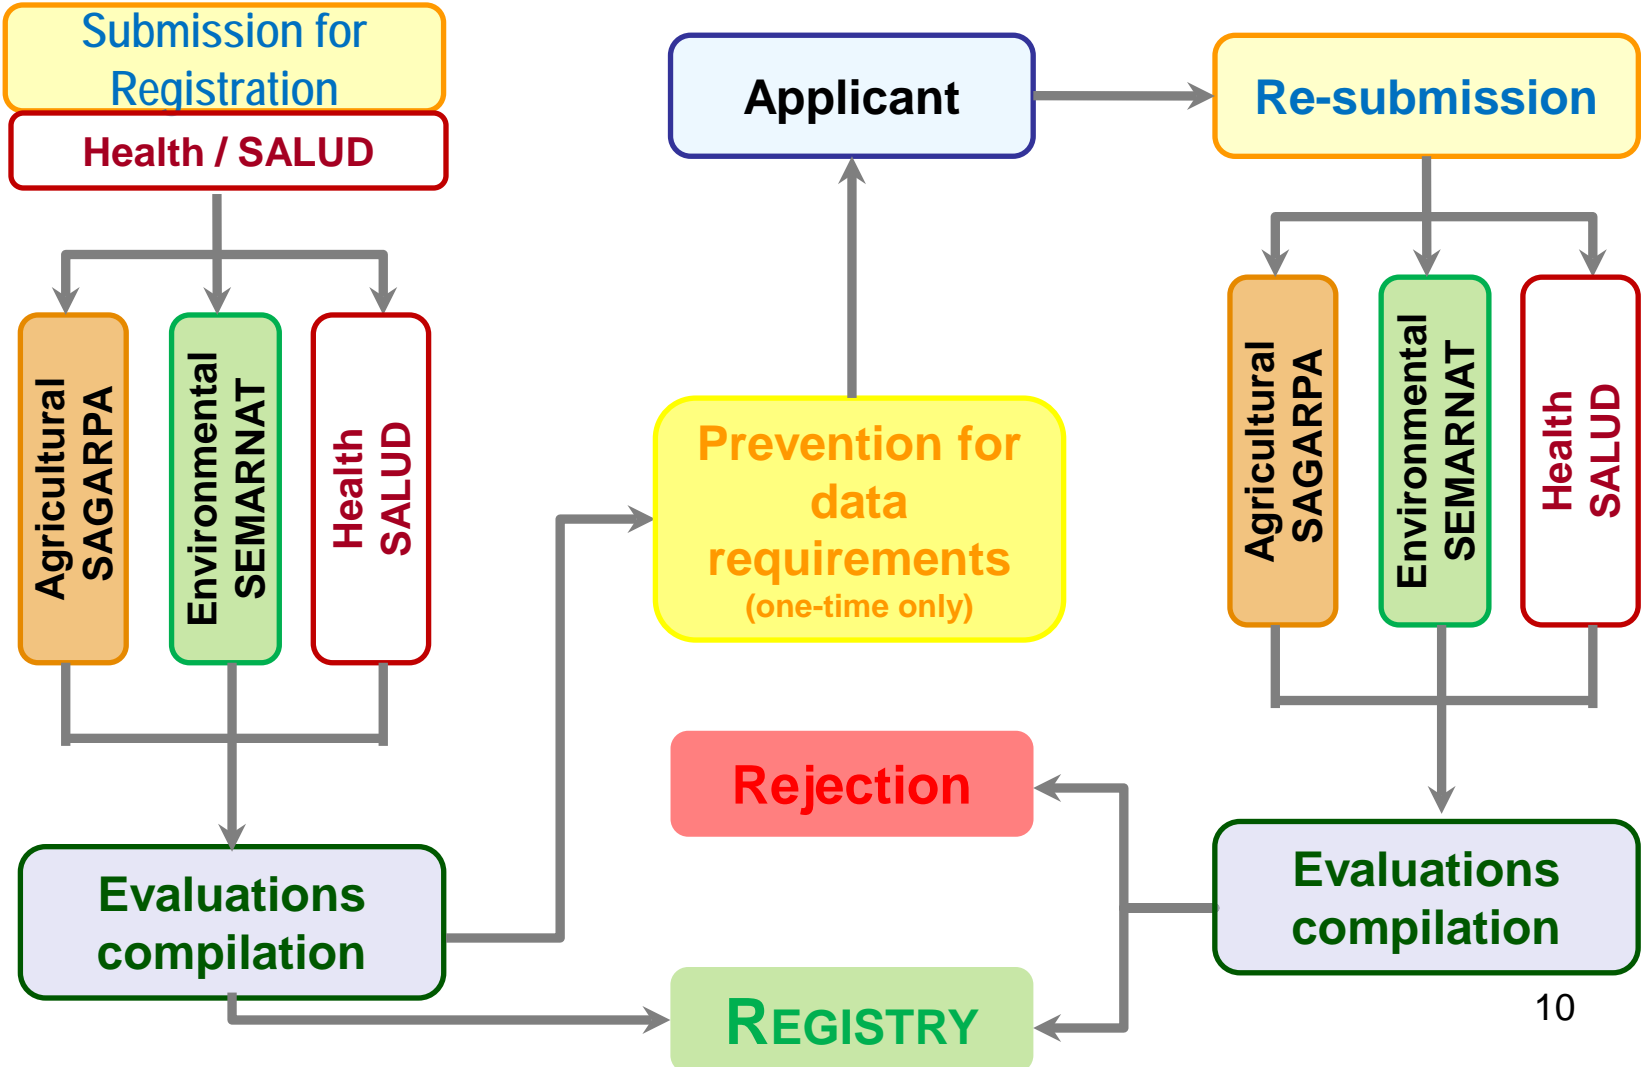 Submission for
Registration
Health / SALUD
Agricultural
SAGARPA
Environmental
SEMARNAT
Health
SALUD
Evaluations
compilation
Applicant
Prevention for
data
requirements
(one-time only)
Rejection
REGISTRY
Re-submission
Agricultural
SAGARPA
Environmental
SEMARNAT
Health
SALUD
Evaluations
compilation
10